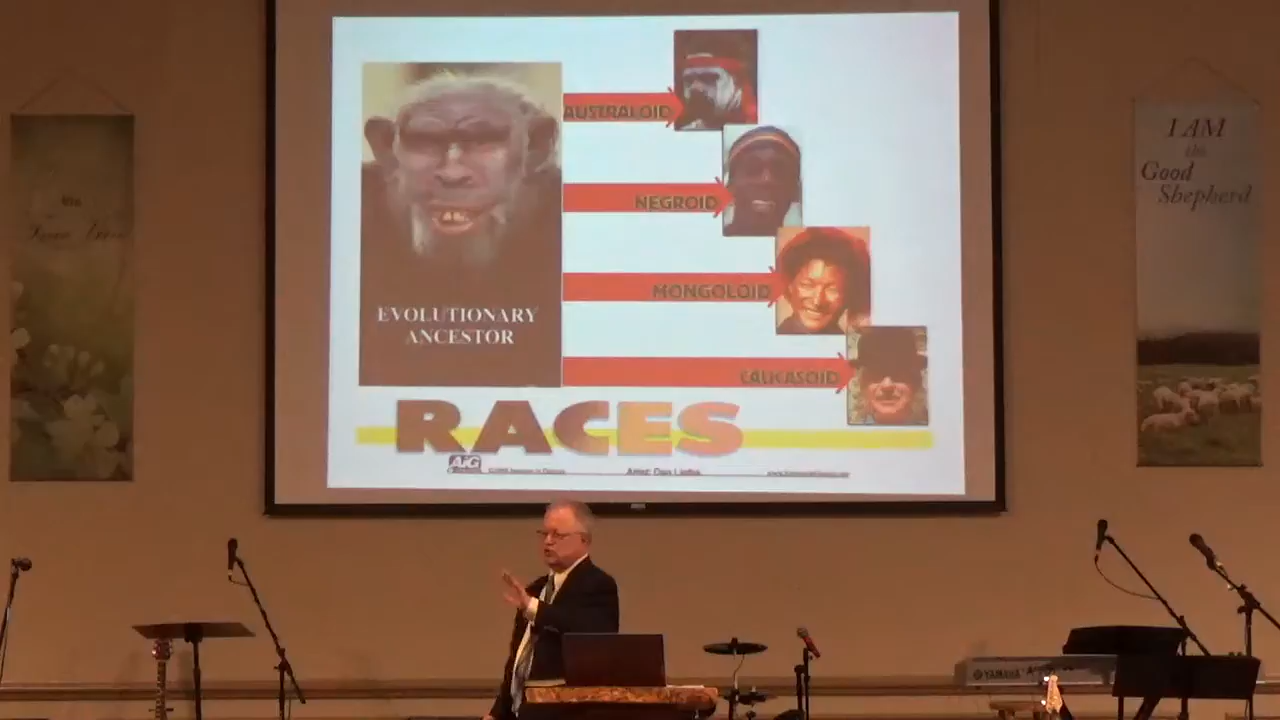 AUSTRALOID
NEGROID
MONGOLOID
CAUCASOID
EVOLUTIONARY
ANCESTOR
RACES
AiG
I AM
the
Good
Shepherd
YAMAHA